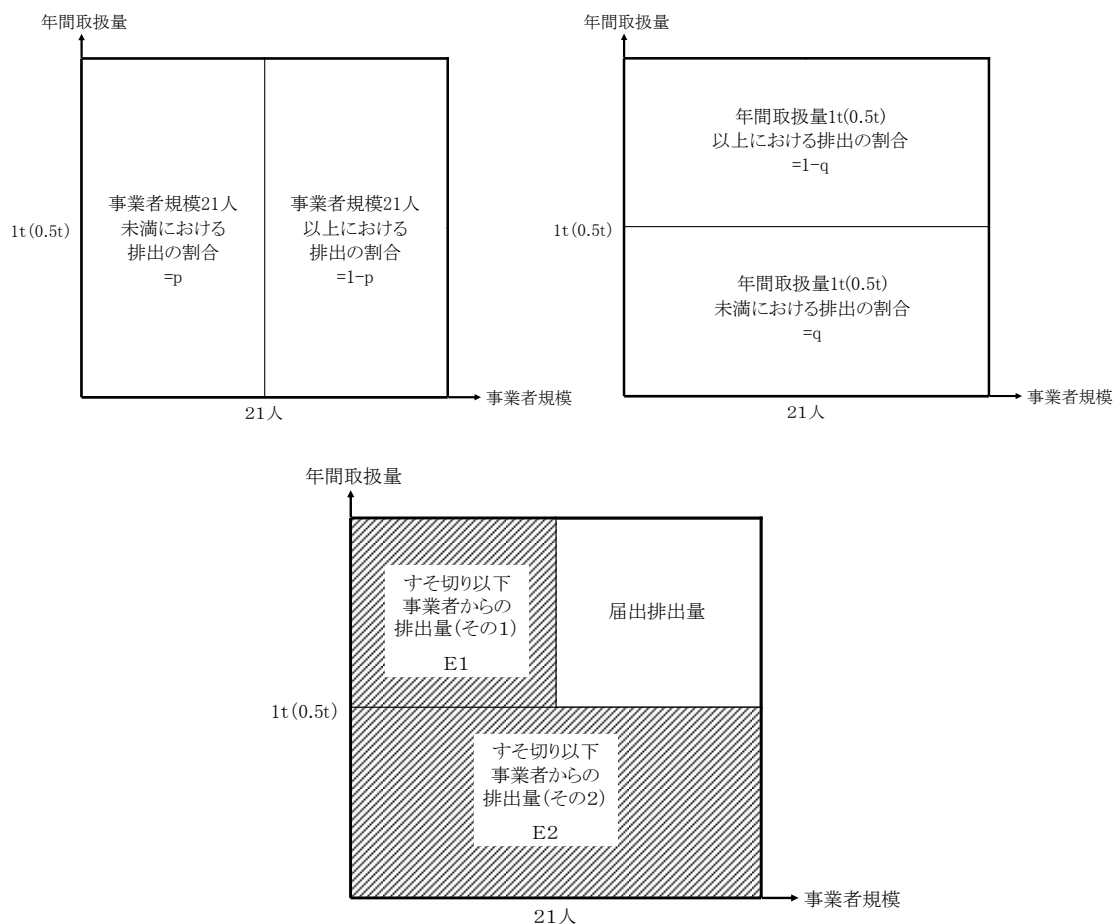 年間取扱量
1t(0.5t)
事業者規模21人
未満における
排出の割合
=p
事業者規模21人
以上における
排出の割合
=1-p
事業者規模
21人
年間取扱量
1t(0.5t)
年間取扱量1t(0.5t)
以上における排出の割合
=1-q
年間取扱量1t(0.5t)
未満における排出の割合
=q
事業者規模
21人
年間取扱量
1t(0.5t)
すそ切り以下
事業者からの
排出量(その1)
E1
届出排出量
すそ切り以下
事業者からの
排出量(その2)
E2
事業者規模
21人